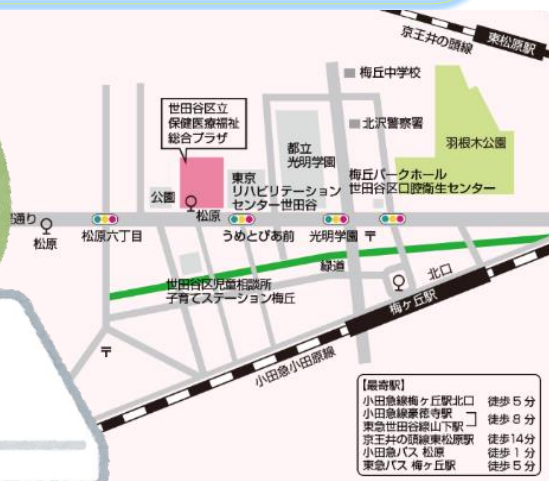 京王井の頭線
東松原駅
梅丘中学校
北沢警察署
羽根木公園
世田谷区立
保健医療福祉
総合プラザ
都立
光明学園
梅丘パークホール
世田谷区口腔衛生センター
東京
リハビリテーション
センター世田谷
公園
松原
通り
松原
松原六丁目
うめとぴあ前
光明学園
〒
緑道
北口
世田谷区児童相談所
子育てステーション梅丘
梅ヶ丘駅
〒
小田急小田原線
【最寄駅】
小田急線梅ヶ丘駅北口 徒歩5分
小田急線豪徳寺駅
東急世田谷線山下駅 徒歩8分
京王井の頭線東松原駅 徒歩14分
小田急バス 松原 徒歩1分
東急バス 梅ヶ丘駅 徒歩5分